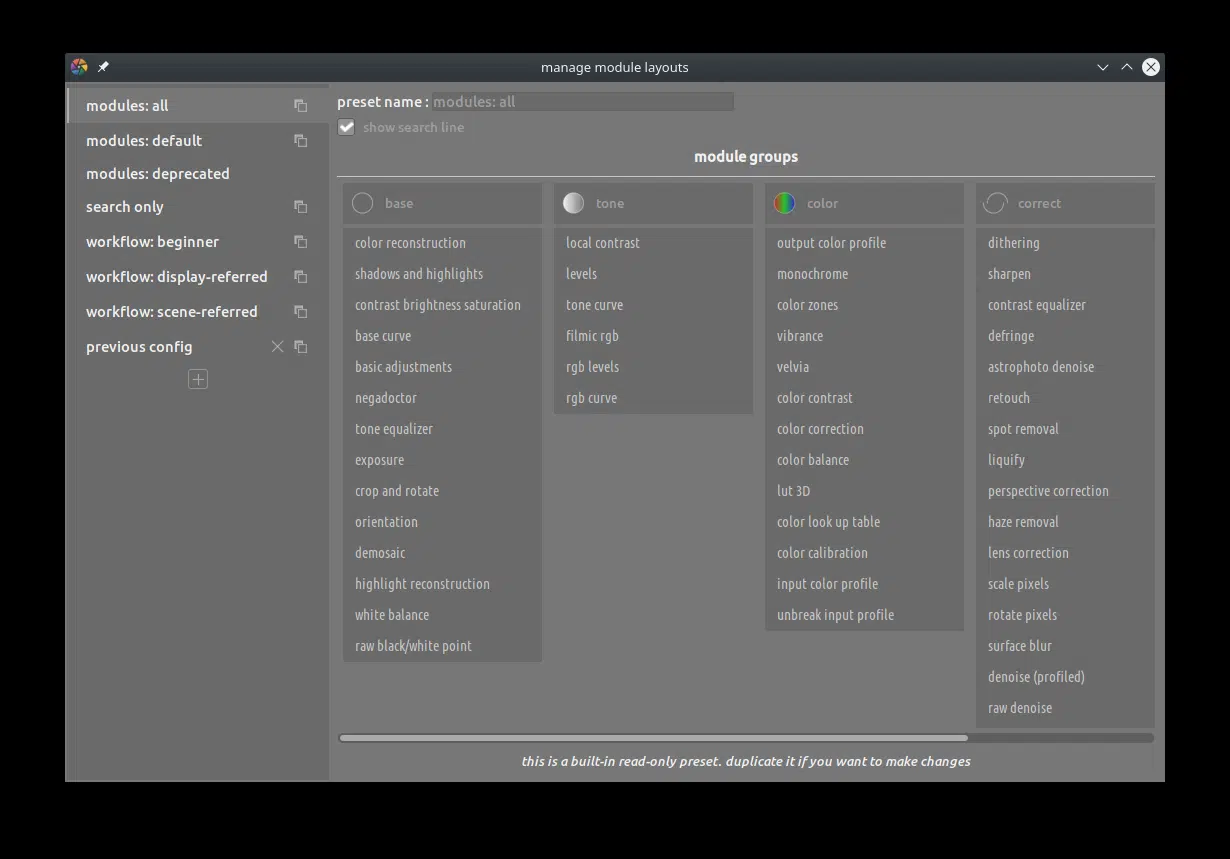 manage module layouts
modules: all
modules: default
modules: deprecated
search only
workflow: beginner
workflow: display-referred
workflow: scene-referred
previous config
preset name : modules: all
show search line
module groups
base
color reconstruction
shadows and highlights
contrast brightness saturation
base curve
basic adjustments
negadoctor
tone equalizer
exposure
crop and rotate
orientation
demosaic
highlight reconstruction
white balance
raw black/white point
tone
local contrast
levels
tone curve
filmic rgb
rgb levels
rgb curve
color
output color profile
monochrome
color zones
vibrance
velvia
color contrast
color correction
color balance
lut 3D
color look up table
color calibration
input color profile
unbreak input profile
correct
dithering
sharpen
contrast equalizer
defringe
astrophoto denoise
retouch
spot removal
liquify
perspective correction
haze removal
lens correction
scale pixels
rotate pixels
surface blur
denoise (profiled)
raw denoise
this is a built-in read-only preset. duplicate it if you want to make changes